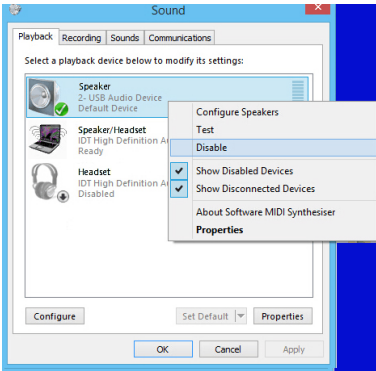 Sound
Playback Recording Sounds Communications
Select a playback device below to modify its settings:
Speaker
2- USB Audio Device
Default Device
Speaker/Headset
IDT High Definition Au
Ready
Headset
IDT High Definition Au
Disabled
Configure Speakers
Test
Disable
Show Disabled Devices
Show Disconnected Devices
About Software MIDI Synthesiser
Properties
Configure Set Default Properties
OK Cancel Apply